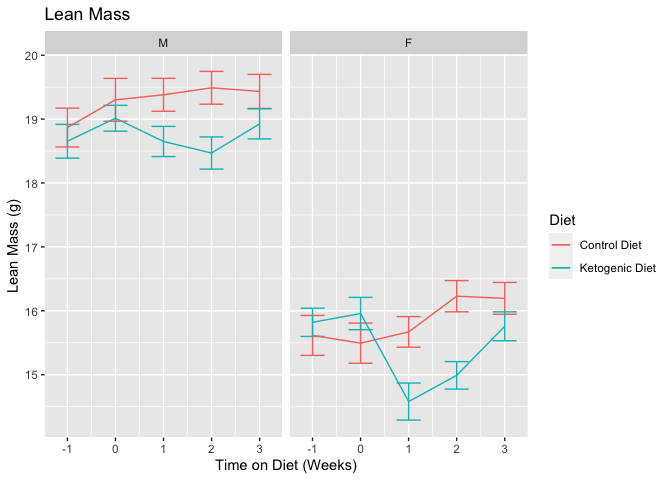 Lean Mass
M
F
20
19
18
17
16
15
Lean Mass (g)
-1 0 1 2 3
-1 0 1 2 3
Time on Diet (Weeks)
Diet
Control Diet
Ketogenic Diet